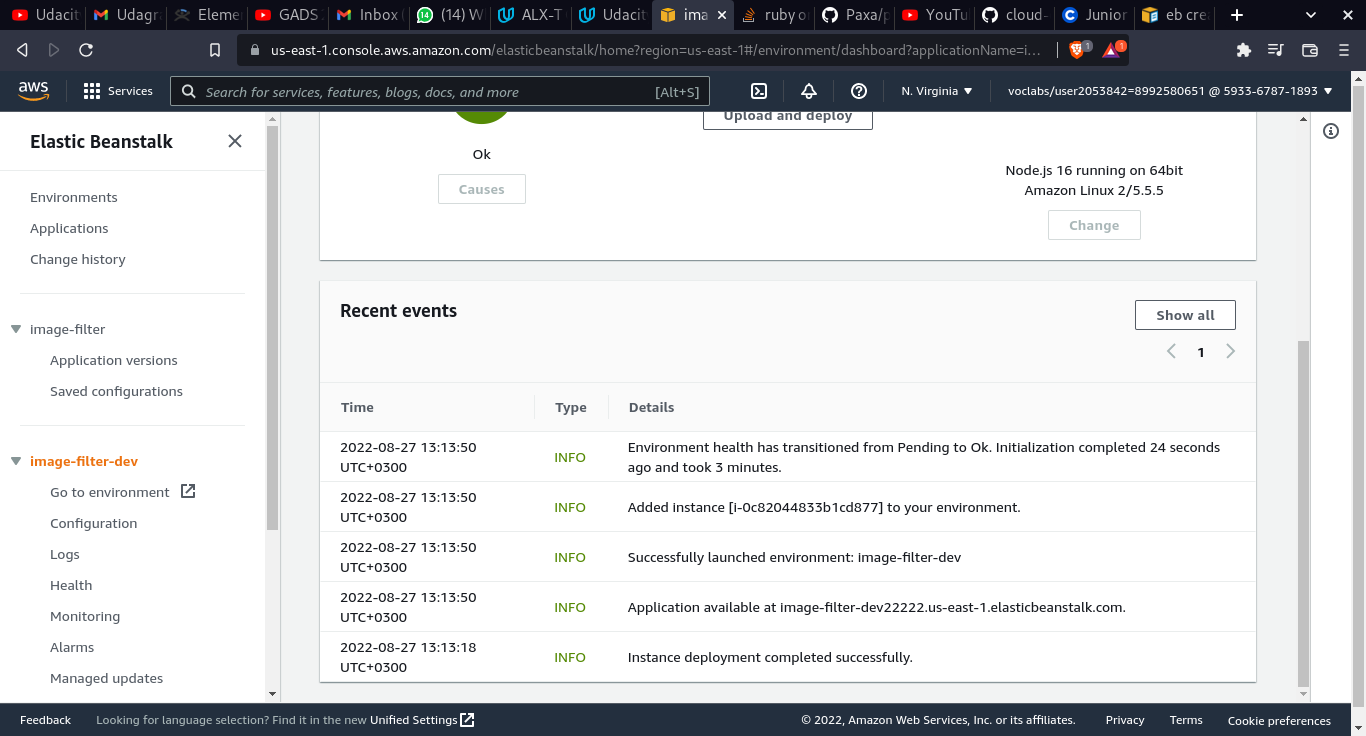 Udacit
Udagra
Eleme
GADS
Inbox (
(14) W
ALX-T
Udacit
ima
ruby or
Paxa/p
YouTu
cloud-
Junior
eb crea
us-east-1.console.aws.amazon.com/elasticbeanstalk/home?region=us-east-1#/environment/dashboard?applicationName=i...
1
1
aws
Services
Search for services, features, blogs, docs, and more
[Alt+S]
N. Virginia
voclabs/user2053842=8992580651 @ 5933-6787-1893
Elastic Beanstalk
Environments
Applications
Change history
image-filter
Application versions
Saved configurations
image-filter-dev
Go to environment
Configuration
Logs
Health
Monitoring
Alarms
Managed updates
Ok
Causes
Upload and deploy
Node.js 16 running on 64bit
Amazon Linux 2/5.5.5
Change
Recent events
Show all
1
Time Type Details
2022-08-27 13:13:50
UTC+0300
INFO
Environment health has transitioned from Pending to Ok. Initialization completed 24 seconds
ago and took 3 minutes.
2022-08-27 13:13:50
UTC+0300
INFO
Added instance [i-0c82044833b1cd877] to your environment.
2022-08-27 13:13:50
UTC+0300
INFO
Successfully launched environment: image-filter-dev
2022-08-27 13:13:50
UTC+0300
INFO
Application available at image-filter-dev22222.us-east-1.elasticbeanstalk.com.
2022-08-27 13:13:18
UTC+0300
INFO
Instance deployment completed successfully.
Feedback
Looking for language selection? Find it in the new Unified Settings
© 2022, Amazon Web Services, Inc. or its affiliates.
Privacy
Terms
Cookie preferences